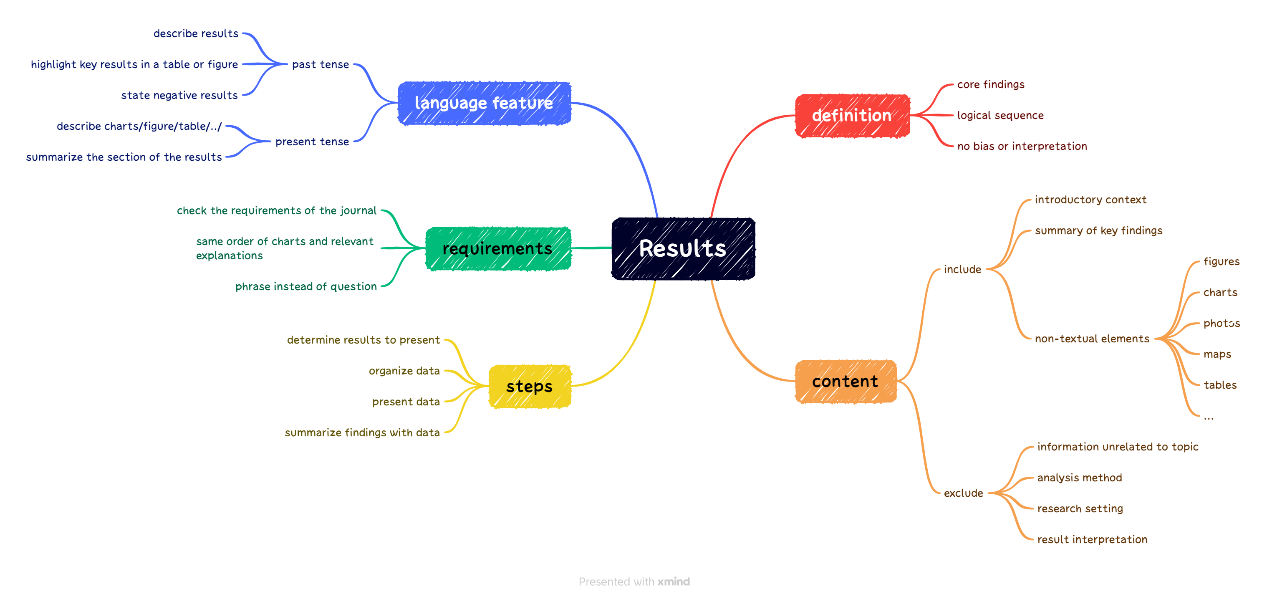 Results
definition
core findings
logical sequence
no bias or interpretation
content
include
introductory context
summary of key findings
non-textual elements
figures
charts
photos
maps
tables
...
exclude
information unrelated to topic
analysis method
research setting
result interpretation
language feature
past tense
describe results
highlight key results in a table or figure
state negative results
present tense
describe charts/figure/table/../
summarize the section of the results
requirements
check the requirements of the journal
same order of charts and relevant
explanations
phrase instead of question
steps
determine results to present
organize data
present data
summarize findings with data
Presented with xmind